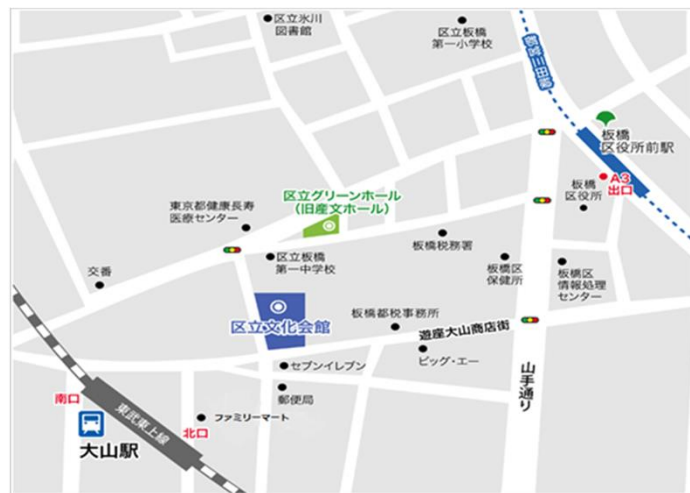 区立氷川
図書館
区立板橋
第一小学校
都営三田線
板橋
区役所前駅
A3
出口
板橋
区役所
区立グリーンホール
(旧産文ホール)
東京都健康長寿
医療センター
区立板橋
第一中学校
板橋税務署
板橋区
保健所
板橋区
情報処理
センター
交番
区立文化会館
板橋都税事務所
遊座大山商店街
ビッグ・エー
セブンイレブン
郵便局
山手通り
南口
東武東上線
北口
ファミリーマート
大山駅